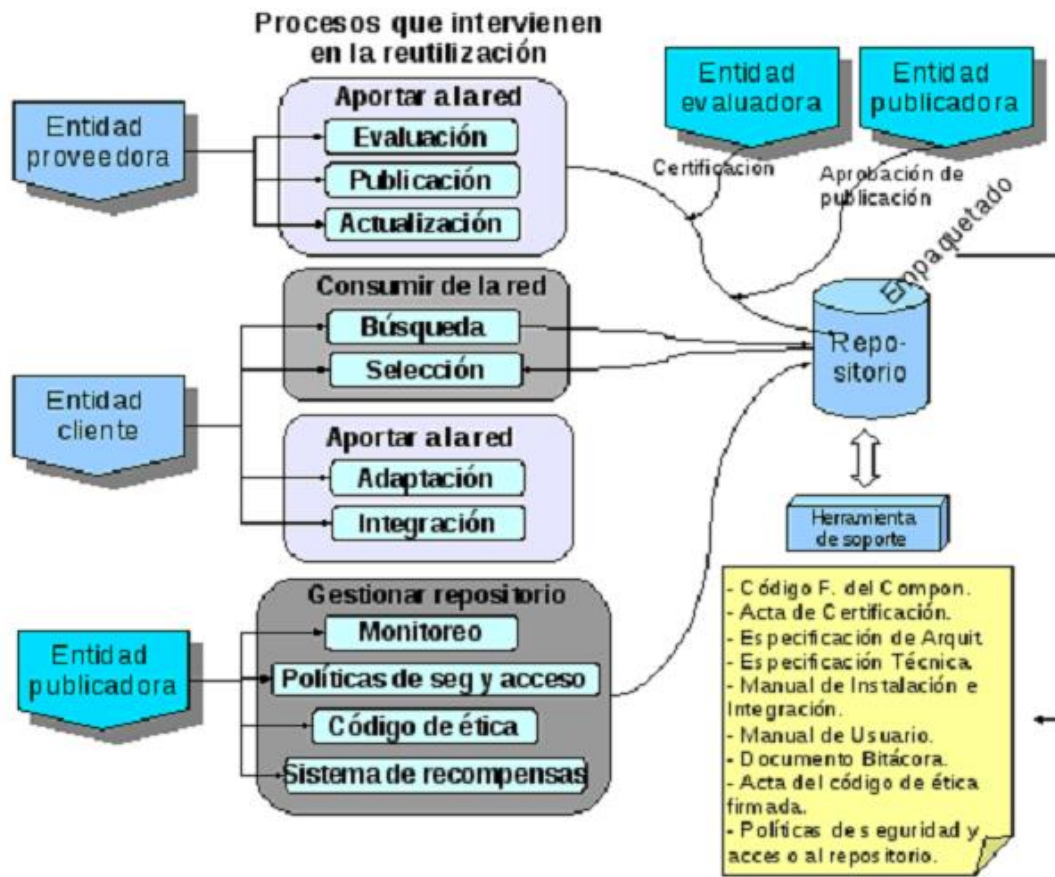 Procesos que intervienen
en la reutilización
Entidad
proveedora
Aportar a la red
Evaluación
Publicación
Actualización
Entidad
evaluadora
Entidad
publicadora
Certificación
Aprobación de
publicación
Empaquetado
Consumir de la red
Búsqueda
Selección
Repo-
sitorio
Entidad
cliente
Aportar a la red
Adaptación
Integración
Herramienta
de soporte
Gestionar repositorio
Monitoreo
Políticas de seg y acceso
Código de ética
Sistema de recompensas
Entidad
publicadora
- Código F. del Compon.
- Acta de Certificación.
- Especificación de Arquit
- Especificación Técnica.
- Manual de Instalación e
Integración.
- Manual de Usuario.
- Documento Bitácora.
- Acta del código de ética
firmada.
- Políticas de seguridad y
acceso al repositorio.